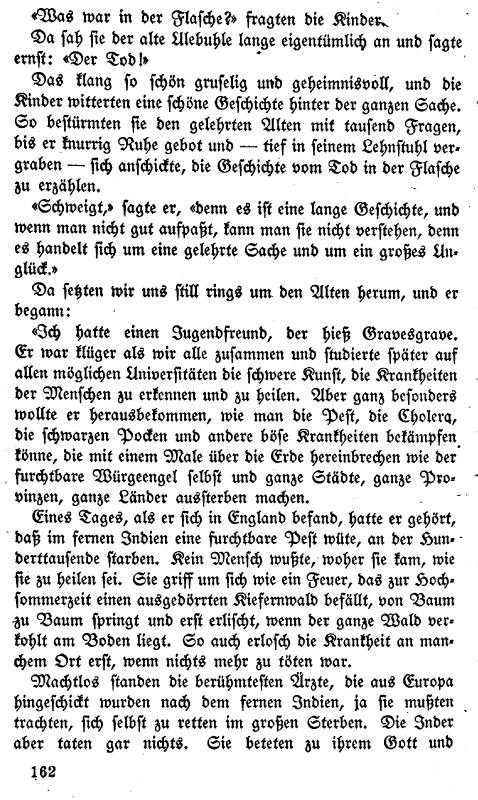 «Was war in der Flasche?» fragten die Kinder.
Da sah sie der alte Ulebuhle lange eigentümlich an und sagte
ernst: «Der Tod!»
Das klang so schön gruselig und geheimnisvoll, und die
Kinder witterten eine schöne Geschichte hinter der ganzen Sache.
So bestürmten sie den gelehrten Alten mit tausend Fragen,
bis er knurrig Ruhe gebot und — tief in seinem Lehnstuhl ver-
graben — sich anschickte, die Geschichte vom Tod in der Flasche
zu erzählen.
«Schweigt,» sagte er, «denn es ist eine lange Geschichte, und
wenn man nicht gut aufpaßt, kann man sie nicht verstehen, denn
es handelt sich um eine gelehrte Sache und um ein großes Un-
glück.»
Da setzten wir uns still rings um den Alten herum, und er
begann:
«Ich hatte einen Jugendfreund, der hieß Gravesgrave.
Er war klüger als wir alle zusammen und studierte später auf
allen möglichen Universitäten die schwere Kunst, die Krankheiten
der Menschen zu erkennen und zu heilen. Aber ganz besonders
wollte er herausbekommen, wie man die Pest, die Cholera,
die schwarzen Pocken und andere böse Krankheiten bekämpfen
könne, die mit einem Male über die Erde hereinbrechen wie der
furchtbare Würgeengel selbst und ganze Städte, ganze Pro-
vinzen, ganze Länder aussterben machen.
Eines Tages, als er sich in England befand, hatte er gehört,
daß im fernen Indien eine furchtbare Pest wüte, an der Hun-
derttausende starben. Kein Mensch wußte, woher sie kam, wie
sie zu heilen sei. Sie griff um sich wie ein Feuer, das zur Hoch-
sommerzeit einen ausgedörrten Kiefernwald befällt, von Baum
zu Baum springt und erst erlischt, wenn der ganze Wald ver-
kohlt am Boden liegt. So auch erlosch die Krankheit an man-
chem Ort erst, wenn nichts mehr zu töten war.
Machtlos standen die berühmtesten Ärzte, die aus Europa
hingeschickt wurden nach dem fernen Indien, ja sie mußten
trachten, sich selbst zu retten im großen Sterben. Die Inder
aber taten gar nichts. Sie beteten zu ihrem Gott und
162